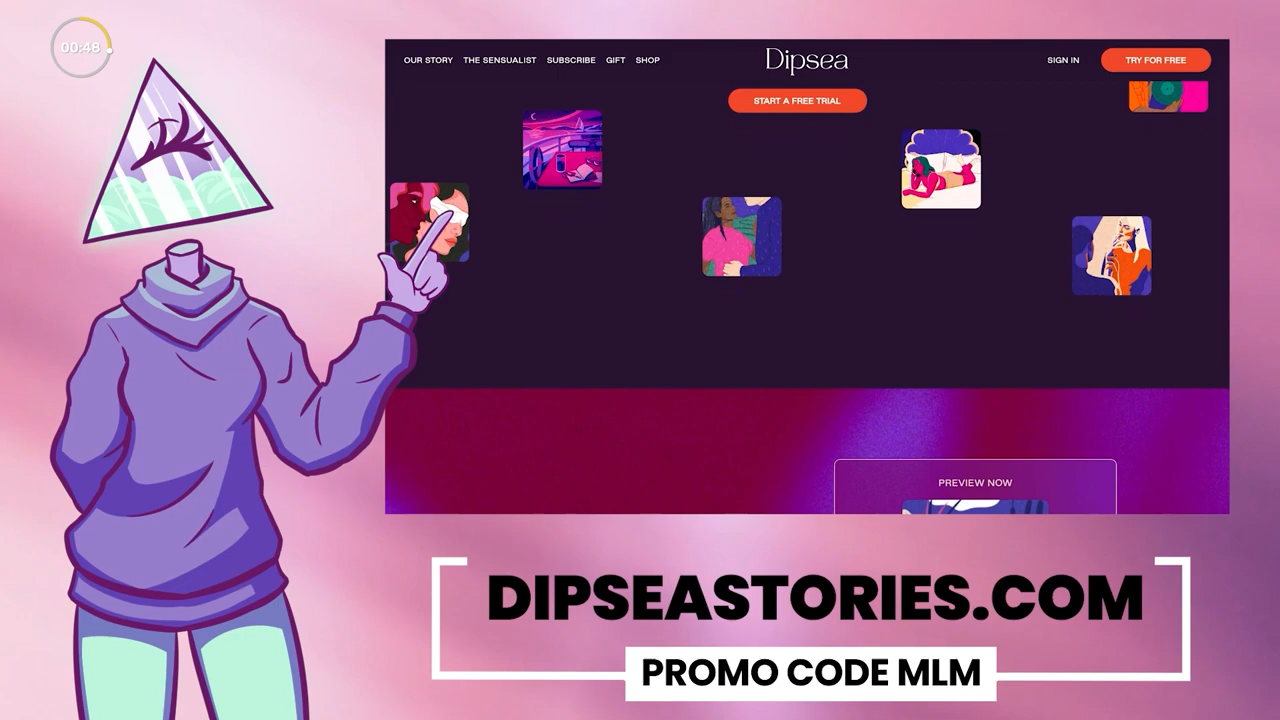 00:48
OUR STORY THE SENSUALIST SUBSCRIBE GIFT SHOP Dipsea SIGN IN TRY FOR FREE
START A FREE TRIAL
PREVIEW NOW
DIPSEASTORIES.COM
PROMO CODE MLM